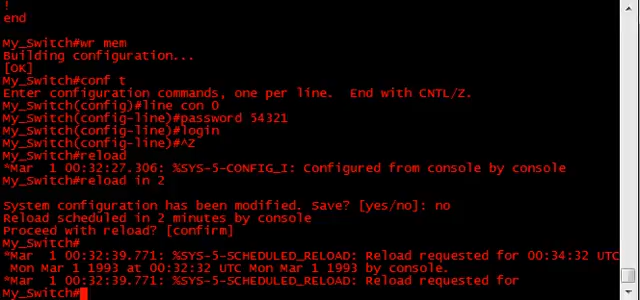 !
end
My_Switch#wr mem
Building configuration...
[OK]
My_Switch#conf t
Enter configuration commands, one per line.  End with CNTL/Z.
My_Switch(config)#line con 0
My_Switch(config-line)#password 54321
My_Switch(config-line)#login
My_Switch(config-line)#^Z
My_Switch#reload
*Mar  1 00:32:27.306: %SYS-5-CONFIG_I: Configured from console by console
My_Switch#reload in 2
System configuration has been modified. Save? [yes/no]: no
Reload scheduled in 2 minutes by console
Proceed with reload? [confirm]
My_Switch#
*Mar  1 00:32:39.771: %SYS-5-SCHEDULED_RELOAD: Reload requested for 00:34:32 UTC
Mon Mar 1 1993 at 00:32:32 UTC Mon Mar 1 1993 by console.
*Mar  1 00:32:39.771: %SYS-5-SCHEDULED_RELOAD: Reload requested for
My_Switch#